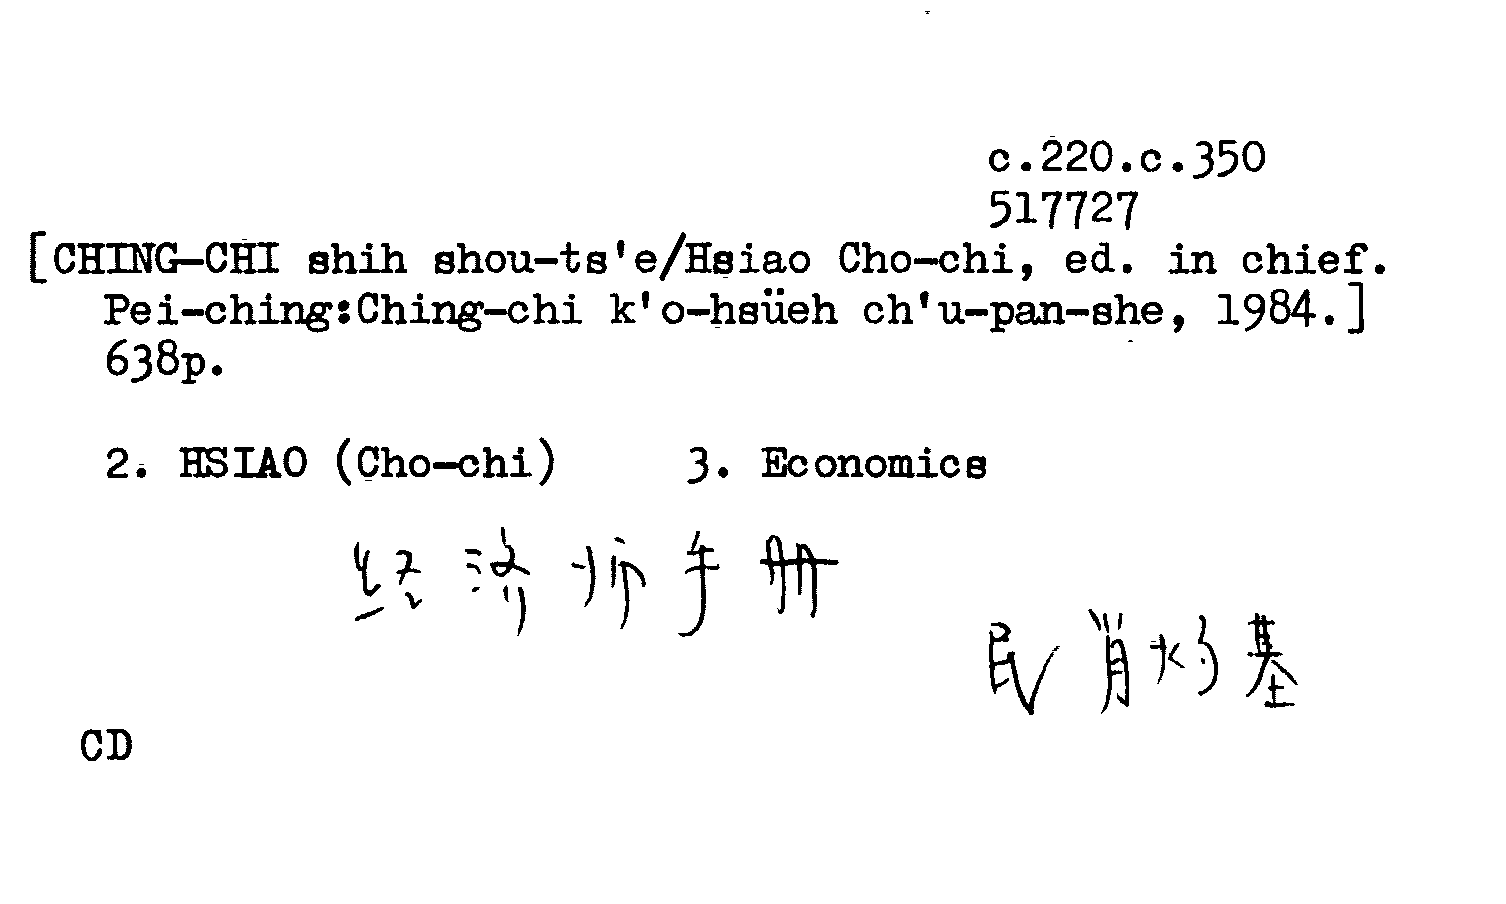 c.220.c.350
517727
[CHING-CHI shih shou-ts'e/Hsiao Cho-chi, ed. in chief.
Pei-ching:Ching-chi k'o-hsüeh ch'u-pan-she, 1984.]
638p.
2. HSIAO (Cho-chi) 3. Economics
经济师手册
肖灼基
CD